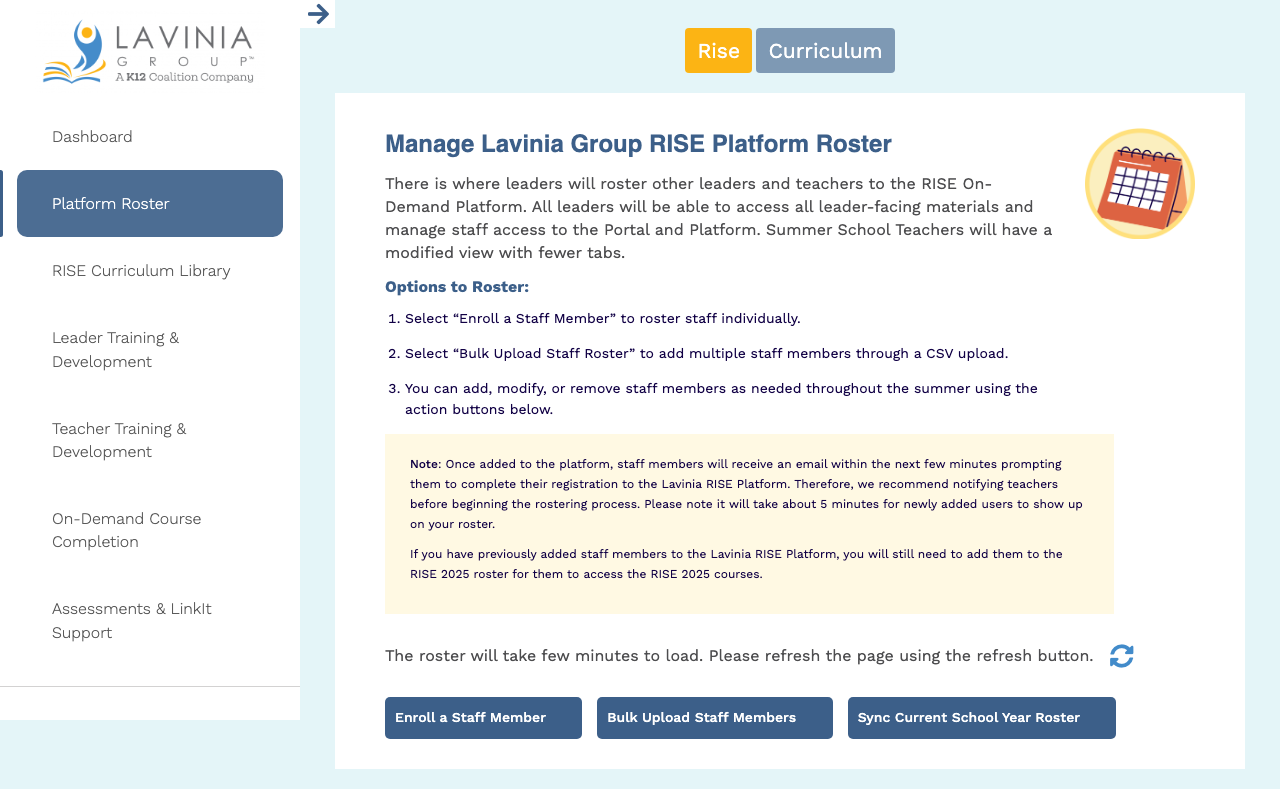 LAVINIA
GROUP™
A K12 Coalition Company
Dashboard
Platform Roster
RISE Curriculum Library
Leader Training &
Development
Teacher Training &
Development
On-Demand Course
Completion
Assessments & LinkIt
Support
Rise
Curriculum
Manage Lavinia Group RISE Platform Roster
There is where leaders will roster other leaders and teachers to the RISE On-
Demand Platform. All leaders will be able to access all leader-facing materials and
manage staff access to the Portal and Platform. Summer School Teachers will have a
modified view with fewer tabs.
Options to Roster:
1. Select “Enroll a Staff Member” to roster staff individually.
2. Select “Bulk Upload Staff Roster” to add multiple staff members through a CSV upload.
3. You can add, modify, or remove staff members as needed throughout the summer using the
action buttons below.
Note: Once added to the platform, staff members will receive an email within the next few minutes prompting
them to complete their registration to the Lavinia RISE Platform. Therefore, we recommend notifying teachers
before beginning the rostering process. Please note it will take about 5 minutes for newly added users to show up
on your roster.
If you have previously added staff members to the Lavinia RISE Platform, you will still need to add them to the
RISE 2025 roster for them to access the RISE 2025 courses.
The roster will take few minutes to load. Please refresh the page using the refresh button.
Enroll a Staff Member
Bulk Upload Staff Members
Sync Current School Year Roster